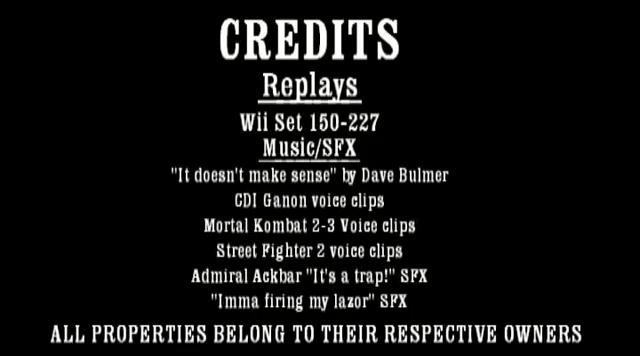 CREDITS
Replays
Wii Set 150-227
Music/SFX
"It doesn't make sense" by Dave Bulmer
CDI Ganon voice clips
Mortal Kombat 2-3 Voice clips
Street Fighter 2 voice clips
Admiral Ackbar "It's a trap!" SFX
"Imma firing my lazor" SFX
ALL PROPERTIES BELONG TO THEIR RESPECTIVE OWNERS